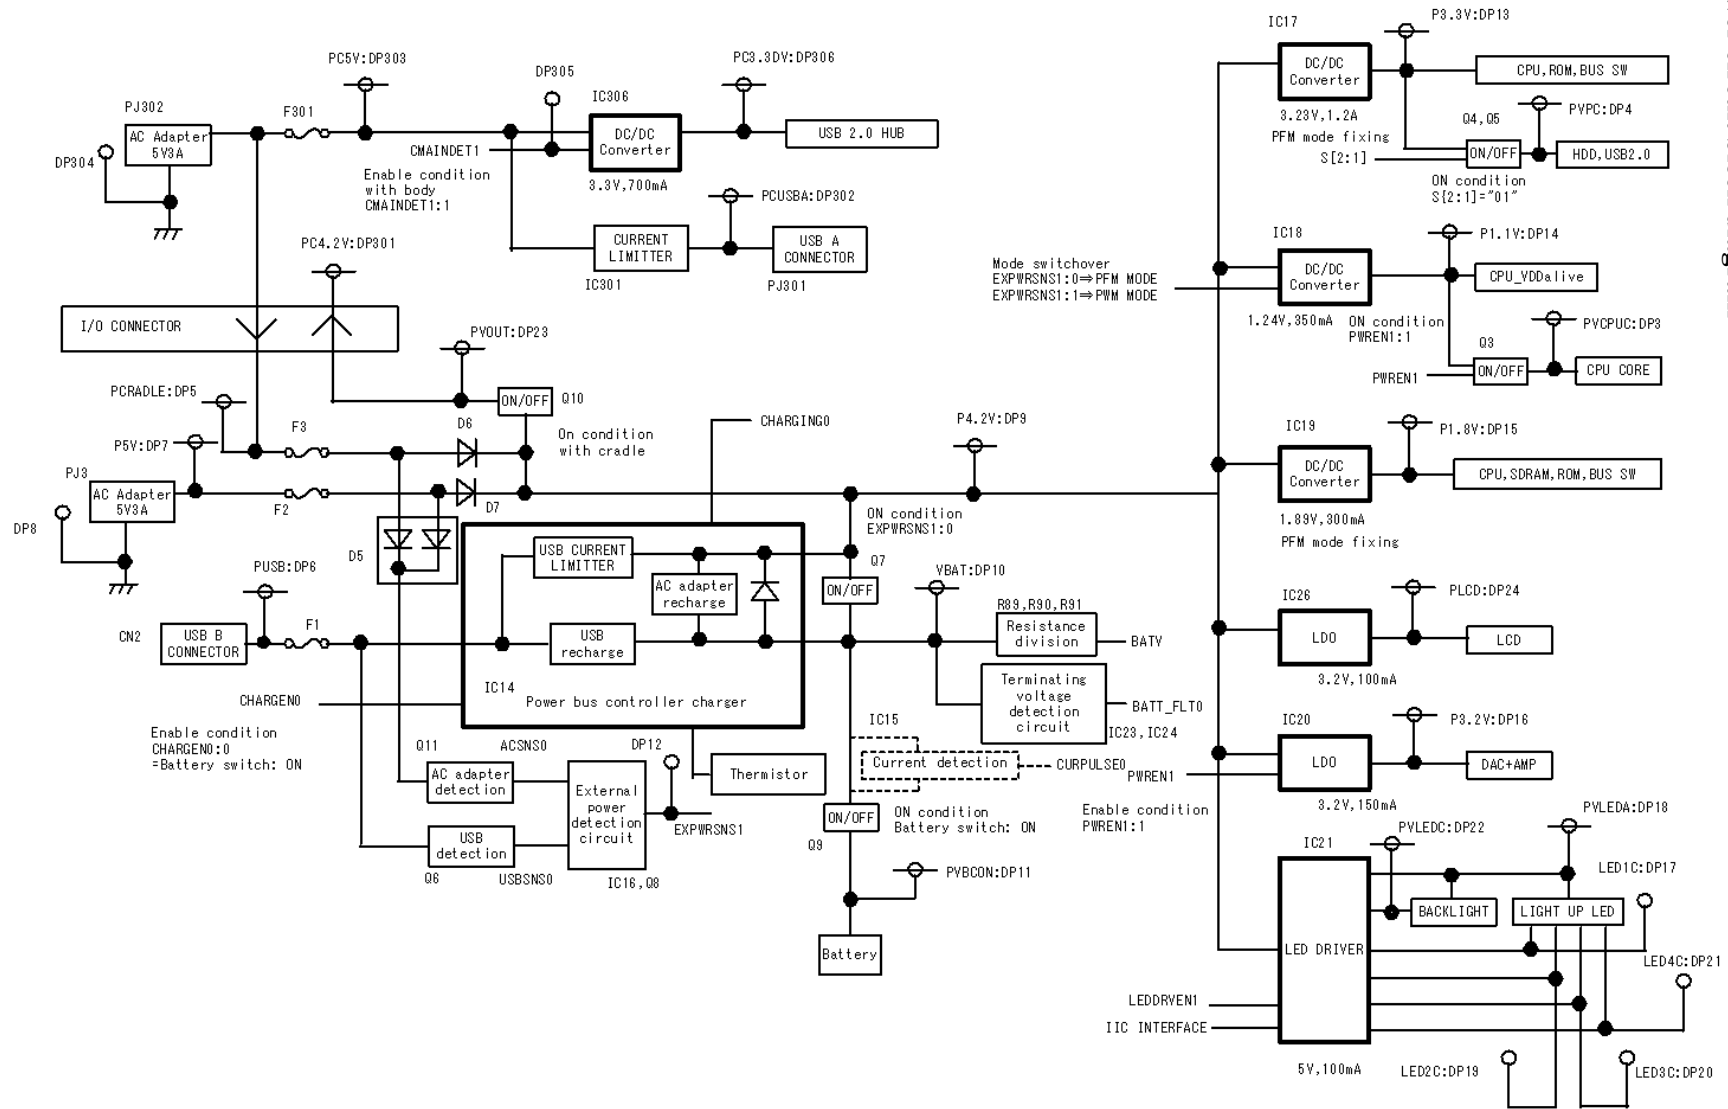 PJ302
AC Adapter
5V3A
DP304
F301
PC5V:DP303
DP305
IC306
PC3.3DV:DP306
DC/DC
Converter
USB 2.0 HUB
CMAINDET1
Enable condition
with body
CMAINDET1:1
3.3V,700mA
PCUSBA:DP302
CURRENT
LIMITTER
IC301
USB A
CONNECTOR
PJ301
PC4.2V:DP301
I/O CONNECTOR
PVOUT:DP23
PCRADLE:DP5
ON/OFF
Q10
F3
D6
On condition
with cradle
P5V:DP7
PJ3
AC Adapter
5V3A
DP8
F2
D7
D5
CHARGING0
P4.2V:DP9
ON condition
EXPWRSNS1:0
USB CURRENT
LIMITTER
AC adapter
recharge
USB
recharge
IC14
Power bus controller charger
Q7
ON/OFF
PUSB:DP6
F1
CN2
USB B
CONNECTOR
CHARGEN0
Enable condition
CHARGEN0:0
=Battery switch: ON
VBAT:DP10
R89,R90,R91
Resistance
division
BATV
Terminating
voltage
detection
circuit
BATT_FLT0
IC23,IC24
IC15
Current detection
CURPULSE0
Q11
ACSNS0
AC adapter
detection
USB
detection
Q6
USBSNS0
External
power
detection
circuit
IC16,Q8
DP12
EXPWRSNS1
Thermistor
ON/OFF
Q9
ON condition
Battery switch: ON
PVBCON:DP11
Battery
IC17
DC/DC
Converter
3.23V,1.2A
PFM mode fixing
P3.3V:DP13
CPU,ROM,BUS SW
S[2:1]
Q4,Q5
ON/OFF
PVPC:DP4
HDD,USB2.0
ON condition
S[2:1]="01"
IC18
DC/DC
Converter
Mode switchover
EXPWRSNS1:0⇒PFM MODE
EXPWRSNS1:1⇒PWM MODE
1.24V,350mA
P1.1V:DP14
CPU_VDDalive
ON condition
PWREN1:1
PWREN1
Q3
ON/OFF
PVCPUC:DP3
CPU CORE
IC19
DC/DC
Converter
1.89V,300mA
PFM mode fixing
P1.8V:DP15
CPU,SDRAM,ROM,BUS SW
IC26
LDO
3.2V,100mA
PLCD:DP24
LCD
IC20
LDO
3.2V,150mA
P3.2V:DP16
DAC+AMP
PWREN1
Enable condition
PWREN1:1
IC21
LED DRIVER
5V,100mA
PVLEDC:DP22
PVLEDA:DP18
BACKLIGHT
LIGHT UP LED
LED1C:DP17
LED4C:DP21
LEDDRVEN1
IIC INTERFACE
LED2C:DP19
LED3C:DP20